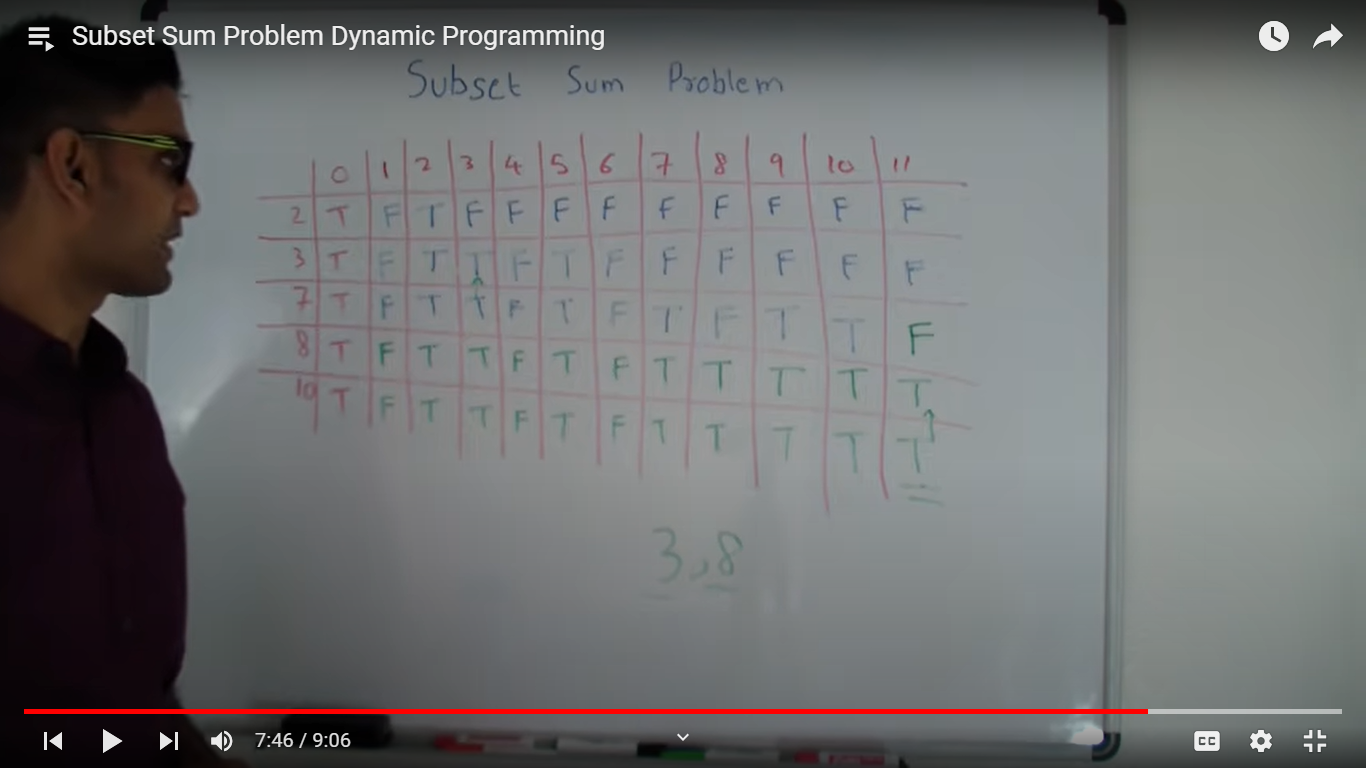 Subset Sum Problem Dynamic Programming
Subset Sum Problem
0 1 2 3 4 5 6 7 8 9 10 11
2 T F T F F F F F F F F F
3 T F T T F T F F F F F F
7 T F T T F T F T F T T F
8 T F T T F T F T T T T T
10 T F T T F T F T T T T T
3,8
7:46 / 9:06
CC